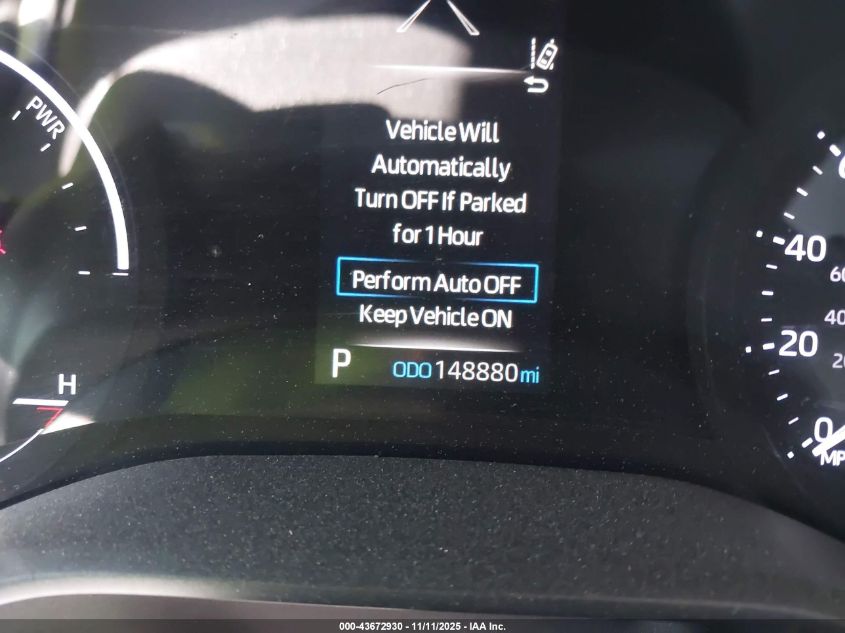 PWR
Vehicle Will
Automatically
Turn OFF If Parked
for 1 Hour
Perform Auto OFF
Keep Vehicle ON
P ODO 148880 mi
H
40
20
0
000-43672930 - 11/11/2025 - IAA Inc.